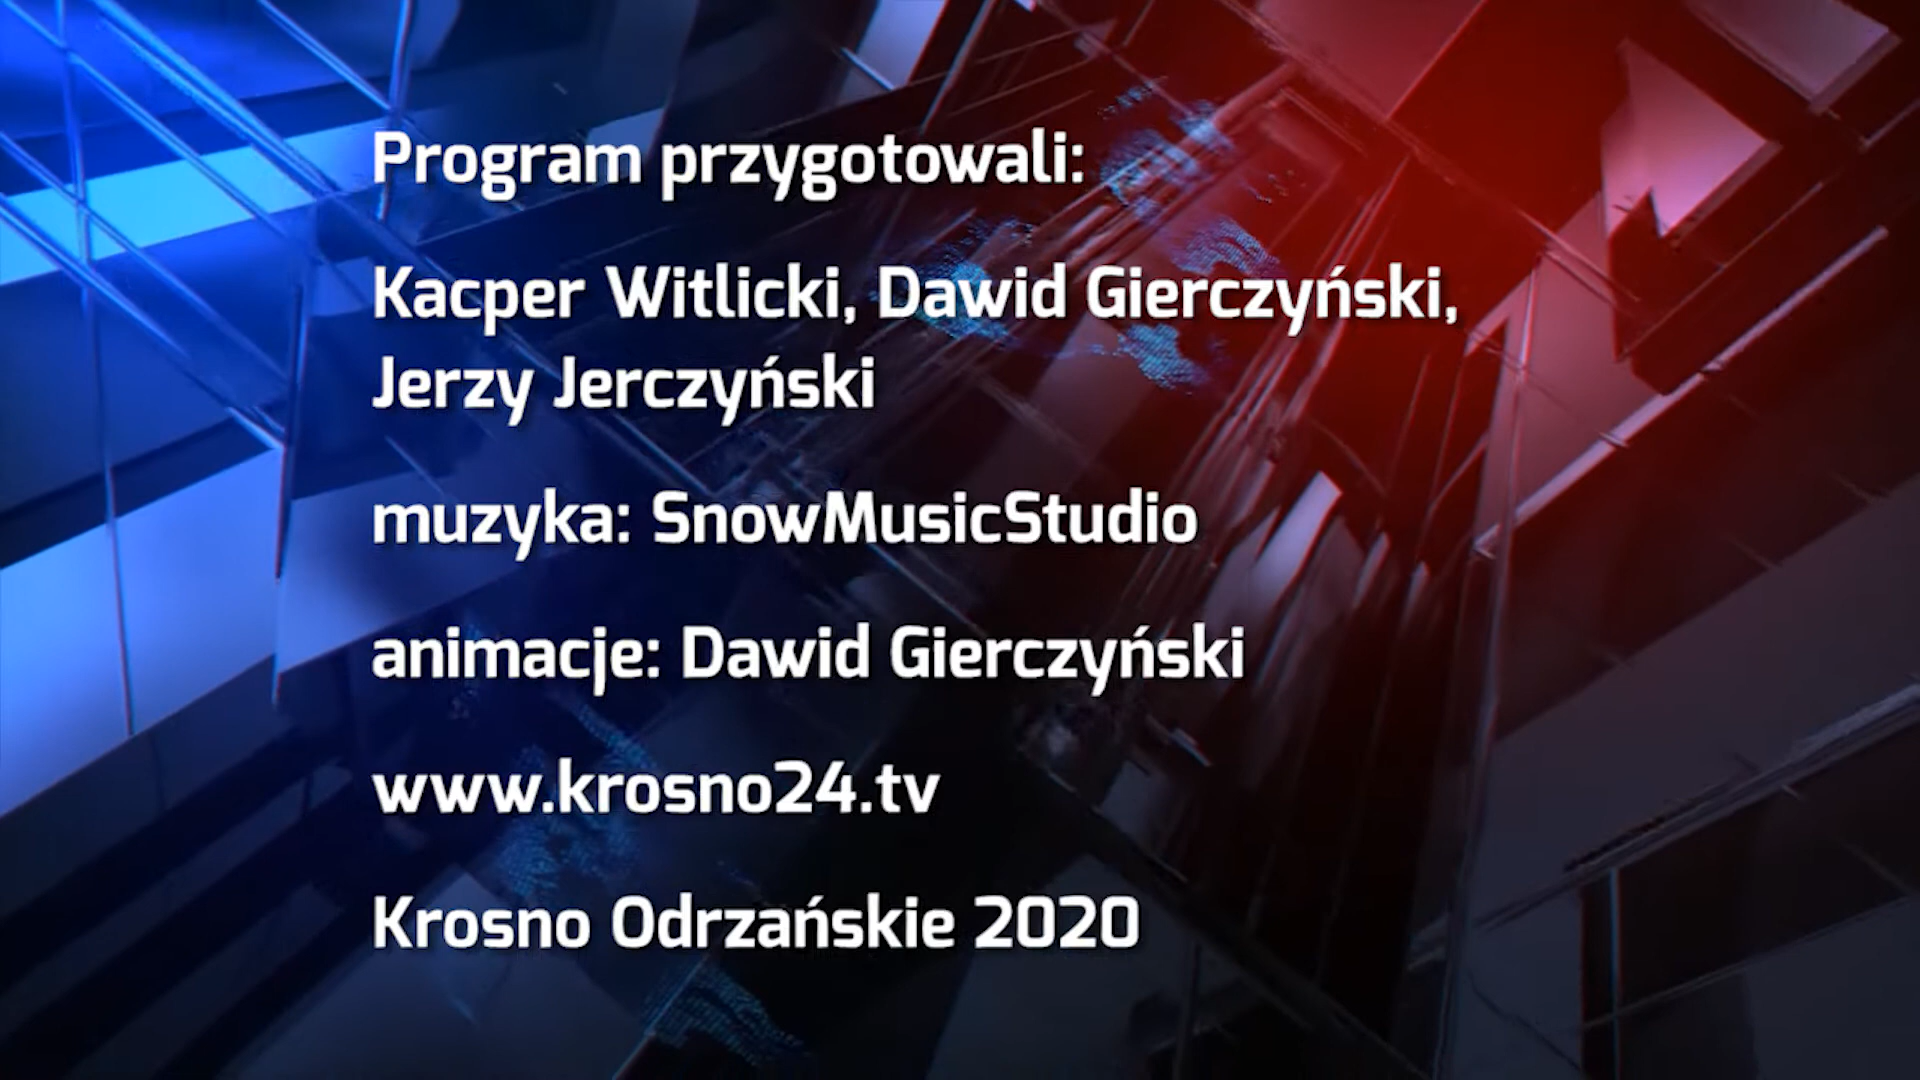 Program przygotowali:
Kacper Witlicki, Dawid Gierczyński,
Jerzy Jerczyński
muzyka: SnowMusicStudio
animacje: Dawid Gierczyński
www.krosno24.tv
Krosno Odrzańskie 2020